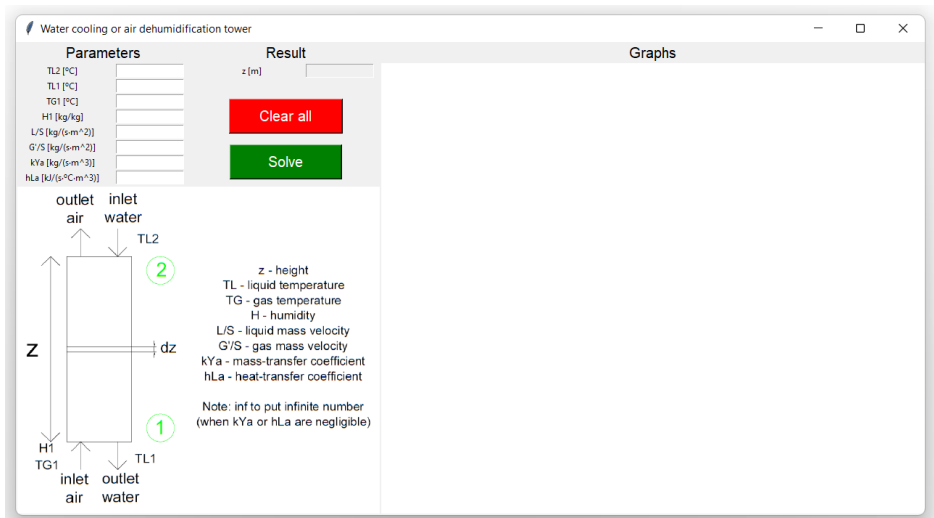 Water cooling or air dehumidification tower
Parameters
Result
Graphs
TL2 [ºC]
z [m]
TL1 [ºC]
TG1 [ºC]
H1 [kg/kg]
L/S [kg/(s·m^2)]
G'/S [kg/(s·m^2)]
kYa [kg/(s·m^3)]
hLa [kJ/(s·ºC·m^3)]
Clear all
Solve
outlet inlet
air water
TL2
2
z
dz
1
H1
TG1
TL1
inlet outlet
air water
z - height
TL - liquid temperature
TG - gas temperature
H - humidity
L/S - liquid mass velocity
G'/S - gas mass velocity
kYa - mass-transfer coefficient
hLa - heat-transfer coefficient
Note: inf to put infinite number
(when kYa or hLa are negligible)